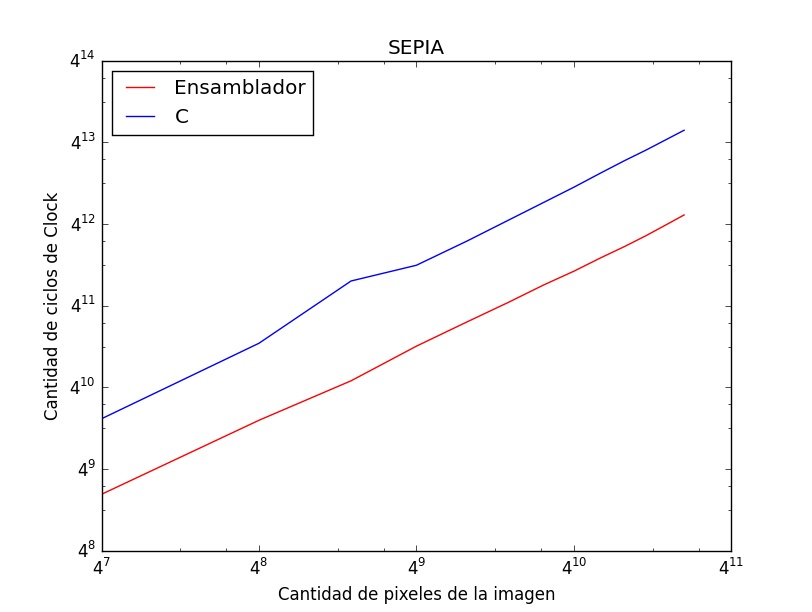 SEPIA
Ensamblador
C
4^14
4^13
4^12
4^11
4^10
4^9
4^8
Cantidad de ciclos de Clock
4^7 4^8 4^9 4^10 4^11
Cantidad de pixeles de la imagen